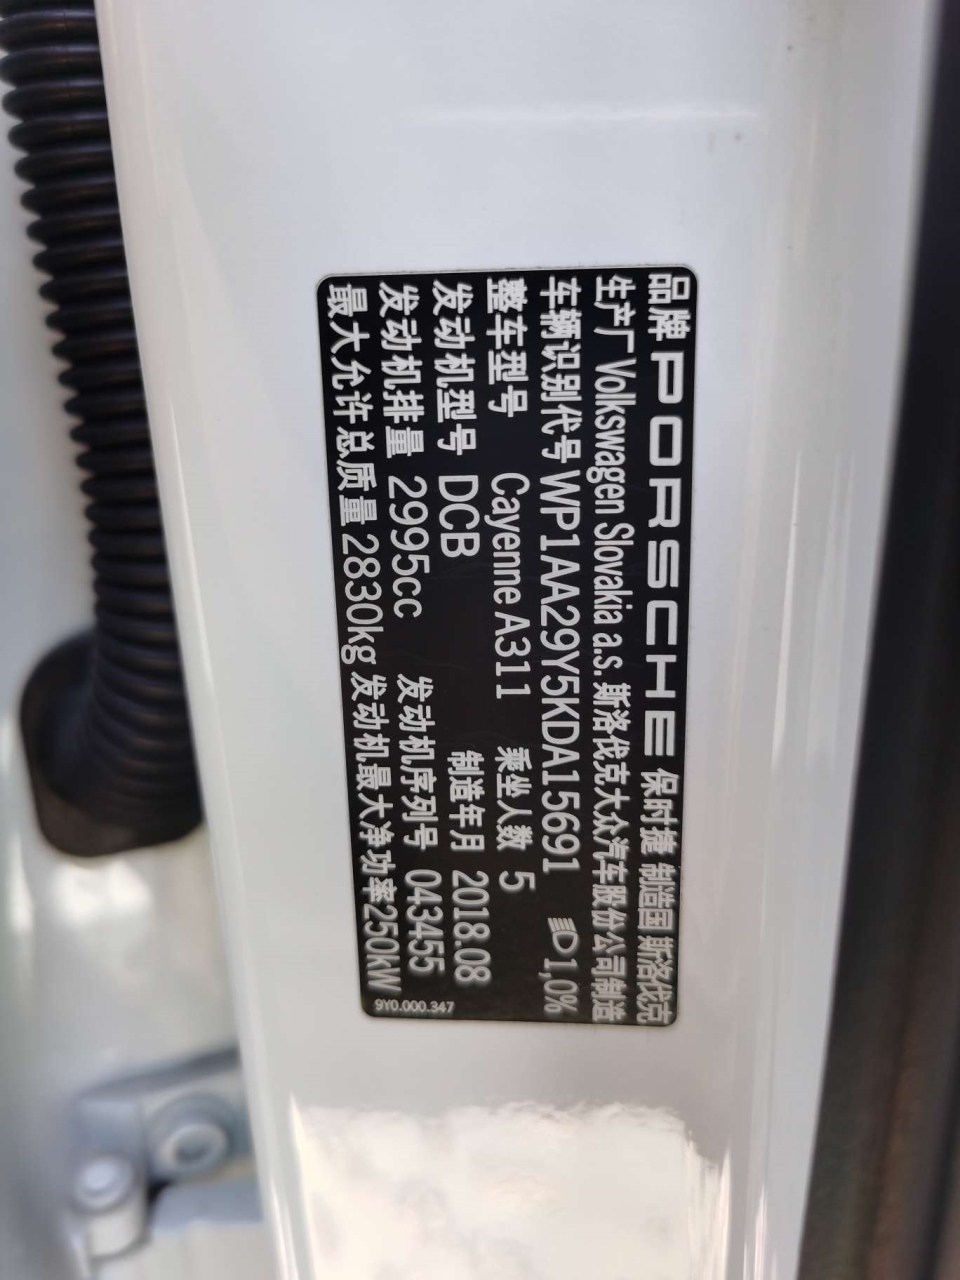 品牌 PORSCHE 保时捷 制造国 斯洛伐克
生产厂 Volkswagen Slovakia a.s. 斯洛伐克大众汽车股份公司制造
车辆识别代号 WP1AA29Y5KDA15691 1,0%
整车型号 Cayenne A311 乘坐人数 5
发动机型号 DCB 制造年月 2018.08
发动机排量 2995cc 发动机序列号 043455
最大允许总质量 2830kg 发动机最大净功率250kW
9Y0.000.347